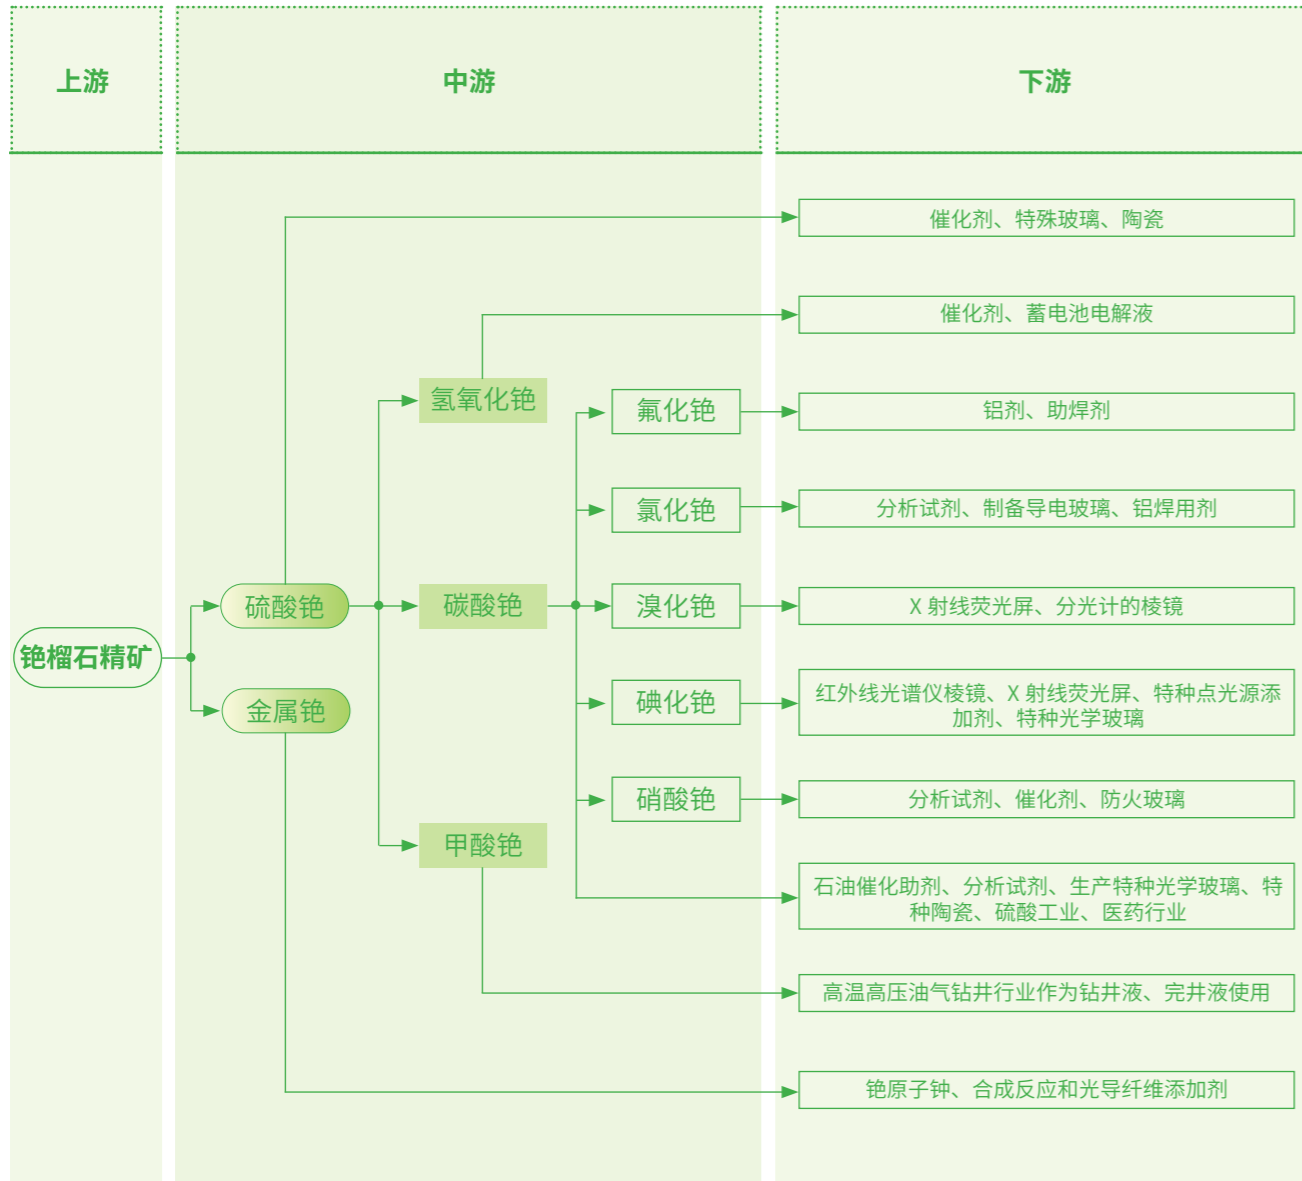 上游
中游
下游
催化剂、特殊玻璃、陶瓷
催化剂、蓄电池电解液
氢氧化铯
氟化铯
铝剂、助焊剂
氯化铯
分析试剂、制备导电玻璃、铝焊用剂
硫酸铯
碳酸铯
溴化铯
X 射线荧光屏、分光计的棱镜
铯榴石精矿
金属铯
碘化铯
红外线光谱仪棱镜、X 射线荧光屏、特种点光源添
加剂、特种光学玻璃
硝酸铯
分析试剂、催化剂、防火玻璃
甲酸铯
石油催化助剂、分析试剂、生产特种光学玻璃、特
种陶瓷、硫酸工业、医药行业
高温高压油气钻井行业作为钻井液、完井液使用
铯原子钟、合成反应和光导纤维添加剂